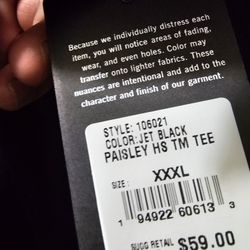 Because we individually distress each
item, you will notice areas of fading,
wear, and even holes. Color may
transfer onto lighter fabrics. These
nuances are intentional and add to the
character and finish of our garment.
STYLE: 106021
COLOR: JET BLACK
PAISLEY HS TM TEE
SIZE:
XXXL
1 94922 60613 3
SUGG RETAIL $59.00